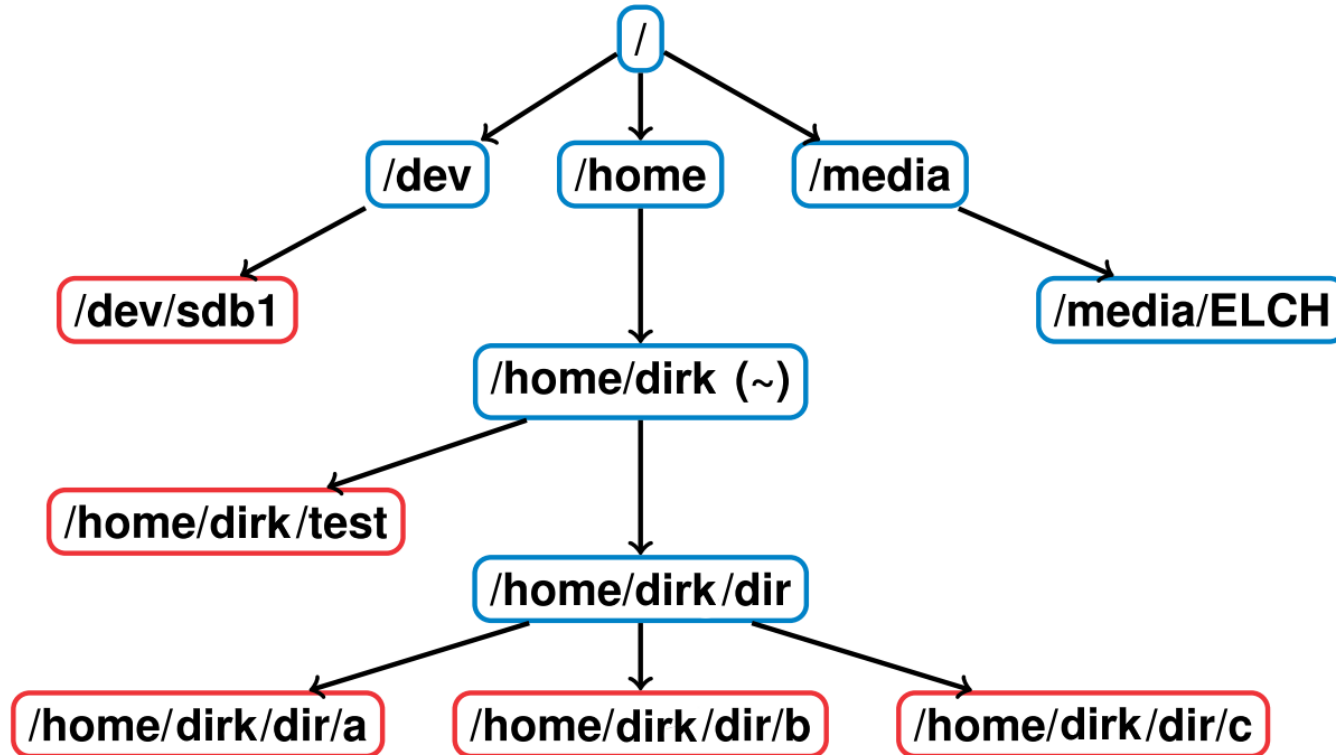 /
/dev
/home
/media
/dev/sdb1
/media/ELCH
/home/dirk (~)
/home/dirk/test
/home/dirk/dir
/home/dirk/dir/a
/home/dirk/dir/b
/home/dirk/dir/c